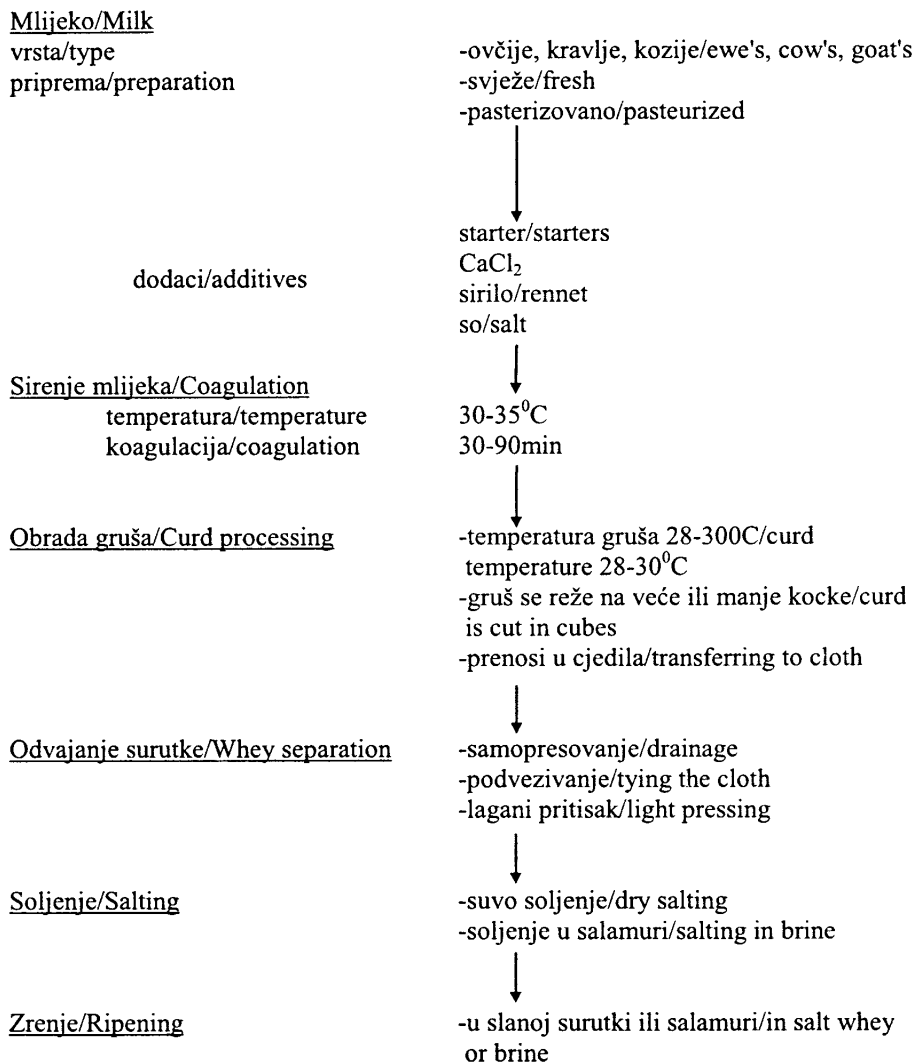 Mlijeko/Milk
vrsta/type -ovčije, kravlje, kozije/ewe's, cow's, goat's
priprema/preparation -svježe/fresh
-pasterizovano/pasteurized
starter/starters
CaCl₂
dodaci/additives
sirilo/rennet
so/salt
Sirenje mlijeka/Coagulation
temperatura/temperature 30-35⁰C
koagulacija/coagulation 30-90min
Obrada gruša/Curd processing -temperatura gruša 28-300C/curd
temperature 28-30⁰C
-gruš se reže na veće ili manje kocke/curd
is cut in cubes
-prenosi u cjedila/transferring to cloth
Odvajanje surutke/Whey separation -samopresovanje/drainage
-podvezivanje/tying the cloth
-lagani pritisak/light pressing
Soljenje/Salting -suvo soljenje/dry salting
-soljenje u salamuri/salting in brine
Zrenje/Ripening -u slanoj surutki ili salamuri/in salt whey
or brine